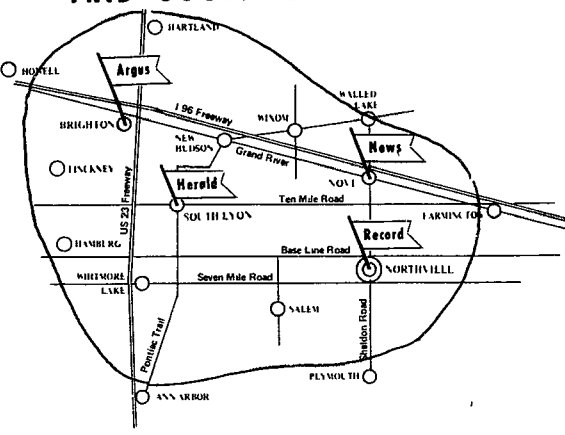 HARTLAND
HOWELL
Argus
I 96 Freeway
WALLED
LAKE
WIXOM
BRIGHTON
NEW
HUDSON
Grand River
News
PINCKNEY
Herald
NOVI
US 23 Freeway
SOUTH LYON
Ten Mile Road
FARMINGTON
Record
HAMBURG
Base Line Road
NORTHVILLE
WHITMORE
LAKE
Seven Mile Road
SALEM
Pontiac Trail
Sheldon Road
PLYMOUTH
ANN ARBOR